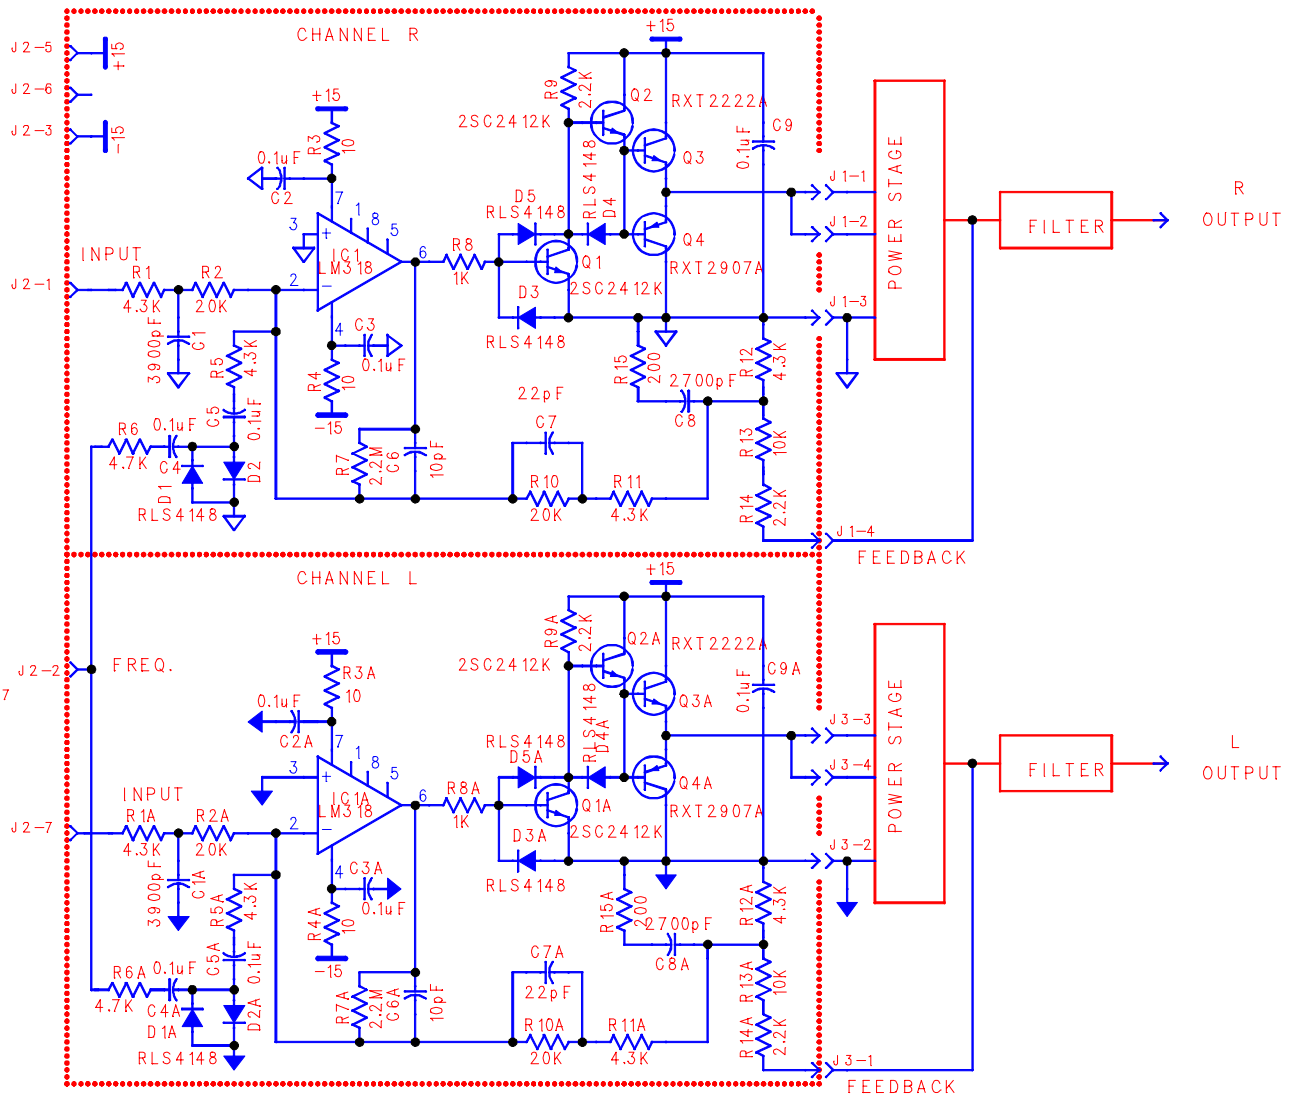 CHANNEL R
+15
J2-5
+15
J2-6
J2-3
-15
+15
R3
10
0.1uF
C2
R9
2.2K
Q2
RXT2222A
2SC2412K
Q3
C9
0.1uF
RLS4148
D4
D5
RLS4148
Q4
RXT2907A
J1-1
J1-2
J1-3
POWER STAGE
FILTER
R
OUTPUT
7
1
8
5
3
+
IC1
LM318
6
2
-
4
R8
1K
Q1
2SC2412K
D3
RLS4148
INPUT
J2-1
R1
4.3K
R2
20K
3900pF
C1
R5
4.3K
C3
0.1uF
R4
10
-15
R15
200
2700pF
C8
R12
4.3K
R13
10K
R14
2.2K
C5
0.1uF
R6
4.7K
0.1uF
C4
D1
D2
RLS4148
R7
2.2M
C6
10pF
22pF
C7
R10
20K
R11
4.3K
J1-4
FEEDBACK
CHANNEL L
+15
J2-2
FREQ.
7
+15
R3A
10
0.1uF
C2A
R9A
2.2K
Q2A
RXT2222A
2SC2412K
Q3A
C9A
0.1uF
RLS4148
D4A
RLS4148
D5A
Q4A
RXT2907A
J3-3
J3-4
J3-2
POWER STAGE
FILTER
L
OUTPUT
7
1
8
5
3
+
IC1A
LM318
6
2
-
4
R8A
1K
Q1A
2SC2412K
D3A
RLS4148
INPUT
J2-7
R1A
4.3K
R2A
20K
3900pF
C1A
R5A
4.3K
C3A
0.1uF
R4A
10
-15
R15A
200
2700pF
C8A
R12A
4.3K
R13A
10K
R14A
2.2K
C5A
0.1uF
R6A
4.7K
0.1uF
C4A
D1A
D2A
RLS4148
R7A
2.2M
C6A
10pF
C7A
22pF
R10A
20K
R11A
4.3K
J3-1
FEEDBACK